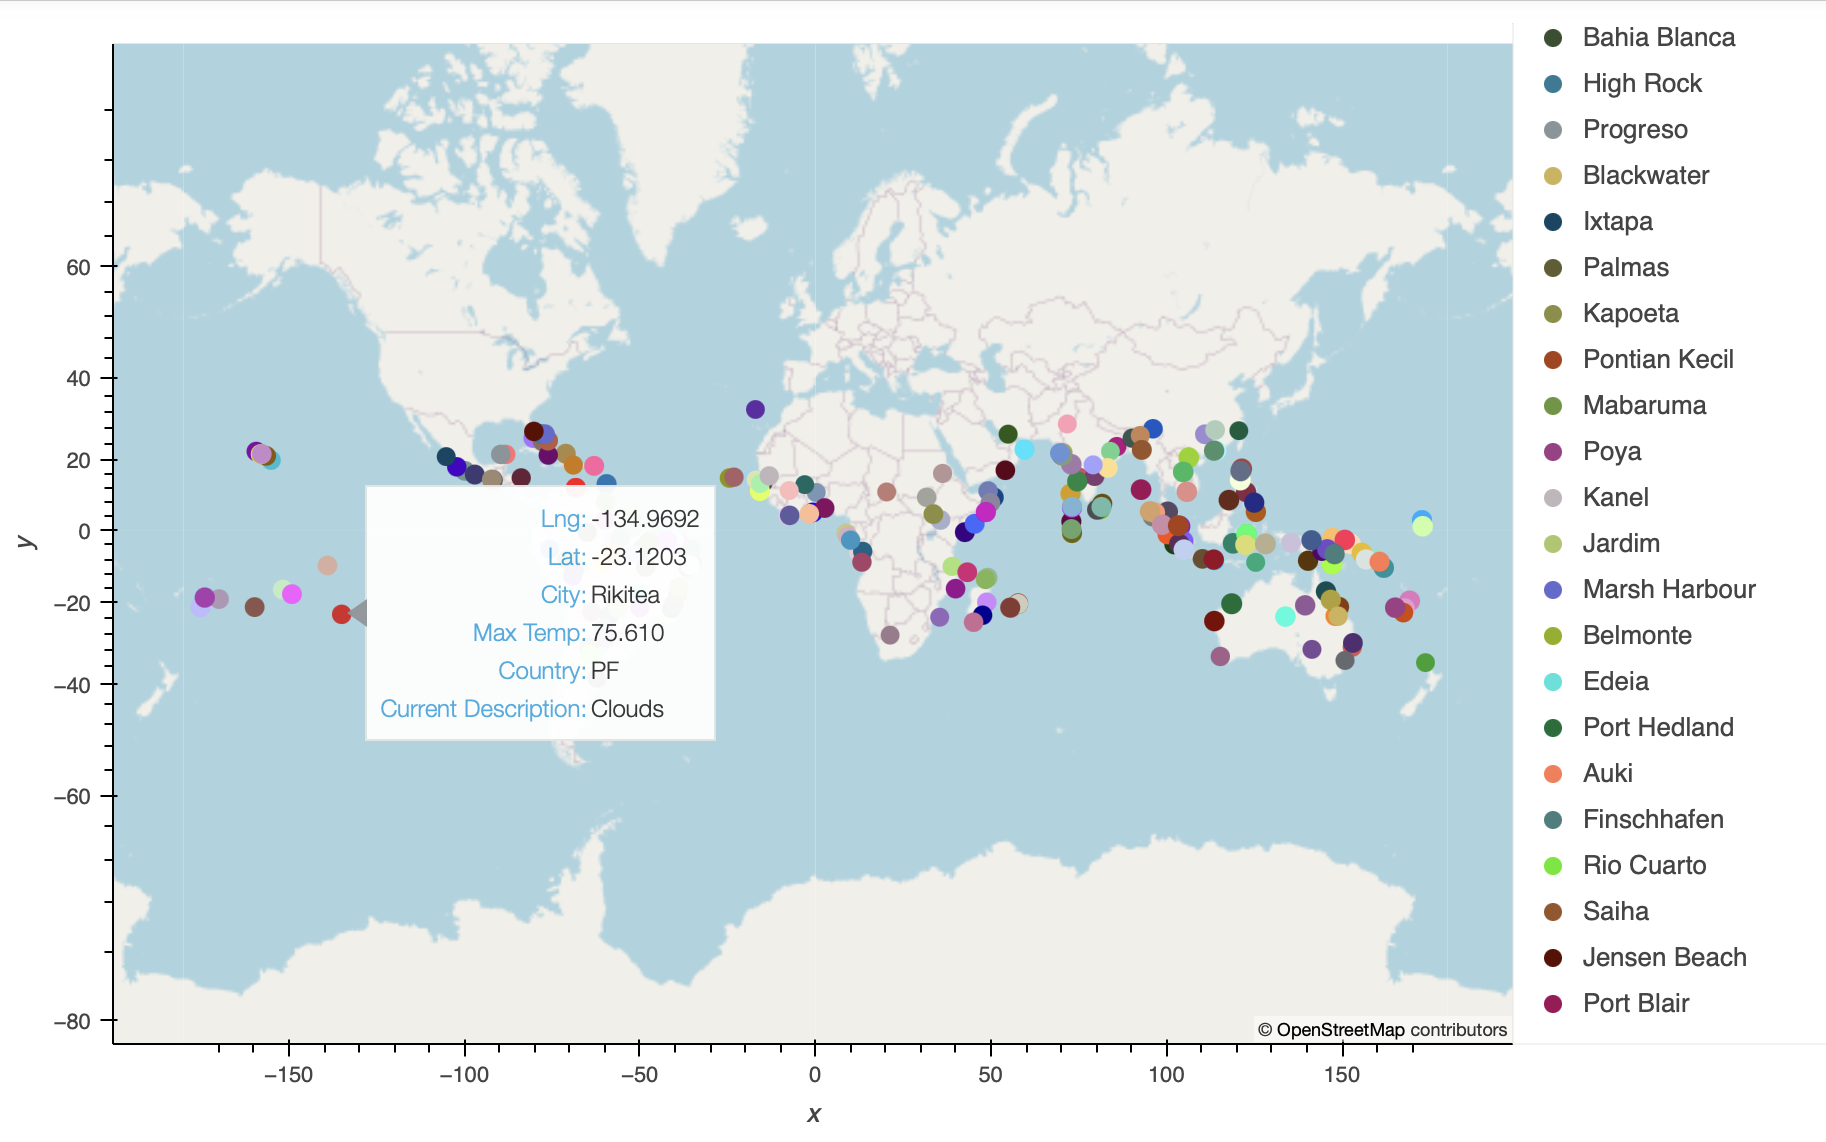 60
40
20
0
−20
−40
−60
−80
y
−150
−100
−50
0
50
100
150
x
Lng: -134.9692
Lat: -23.1203
City: Rikitea
Max Temp: 75.610
Country: PF
Current Description: Clouds
© OpenStreetMap contributors
Bahia Blanca
High Rock
Progreso
Blackwater
Ixtapa
Palmas
Kapoeta
Pontian Kecil
Mabaruma
Poya
Kanel
Jardim
Marsh Harbour
Belmonte
Edeia
Port Hedland
Auki
Finschhafen
Rio Cuarto
Saiha
Jensen Beach
Port Blair